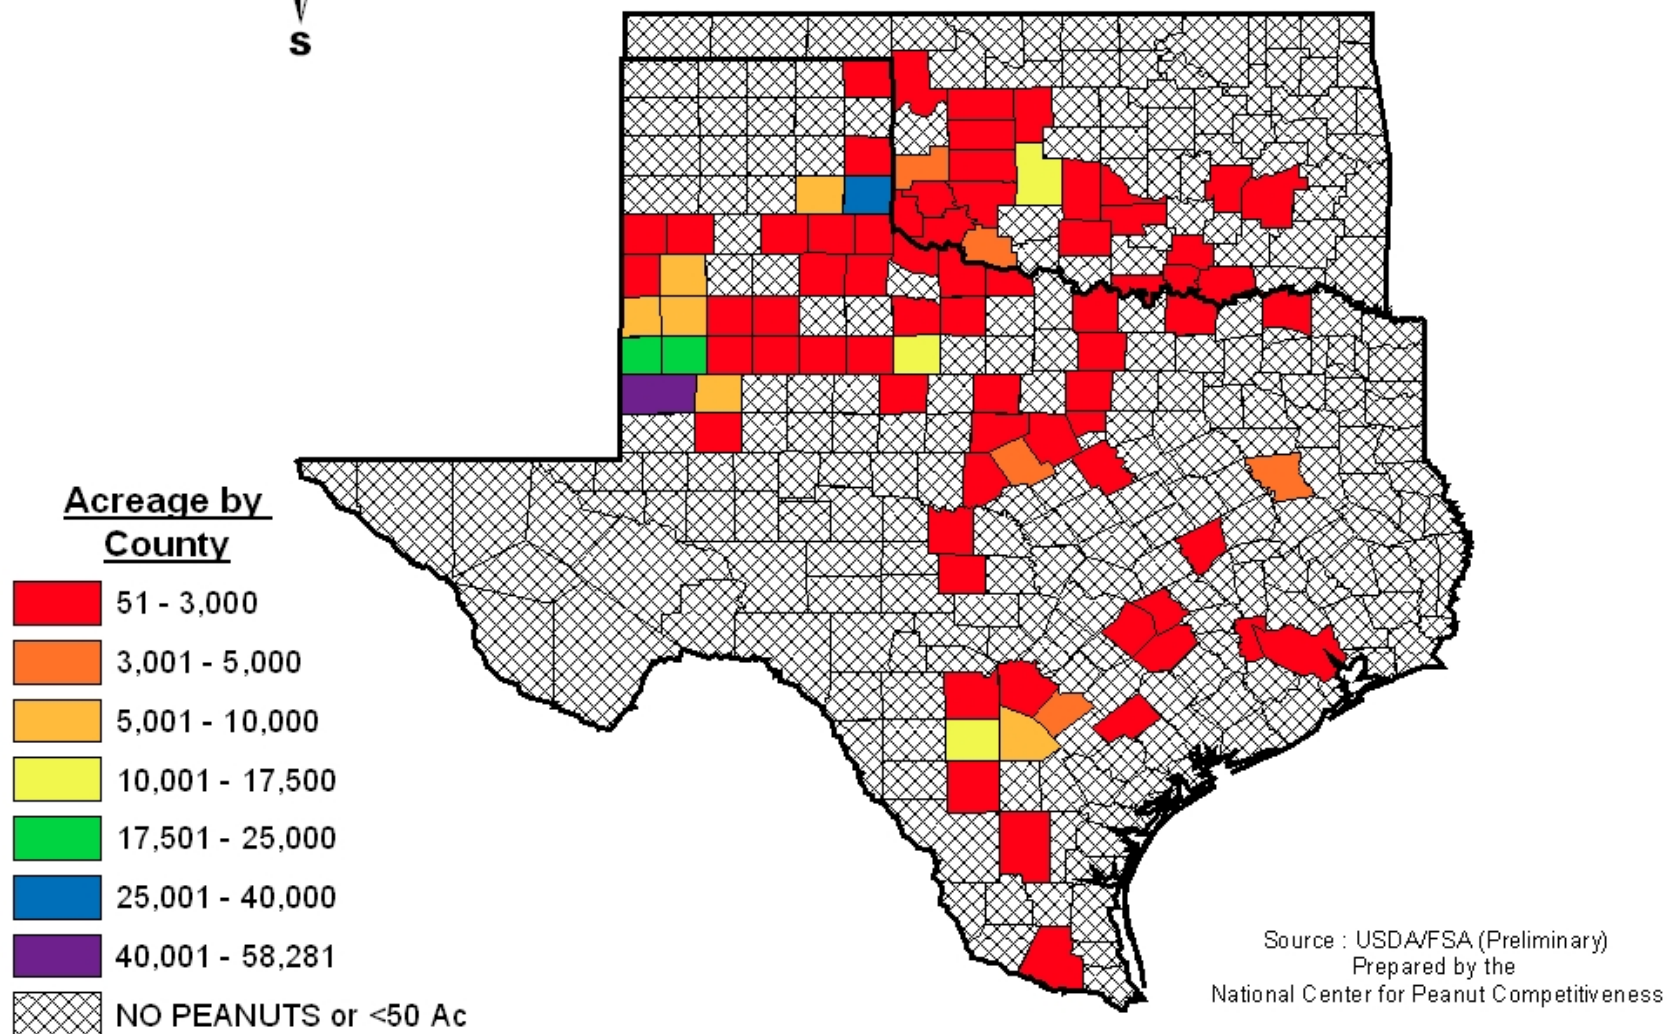 S
Acreage by
County
51 - 3,000
3,001 - 5,000
5,001 - 10,000
10,001 - 17,500
17,501 - 25,000
25,001 - 40,000
40,001 - 58,281
NO PEANUTS or <50 Ac
Source : USDA/FSA (Preliminary)
Prepared by the
National Center for Peanut Competitiveness